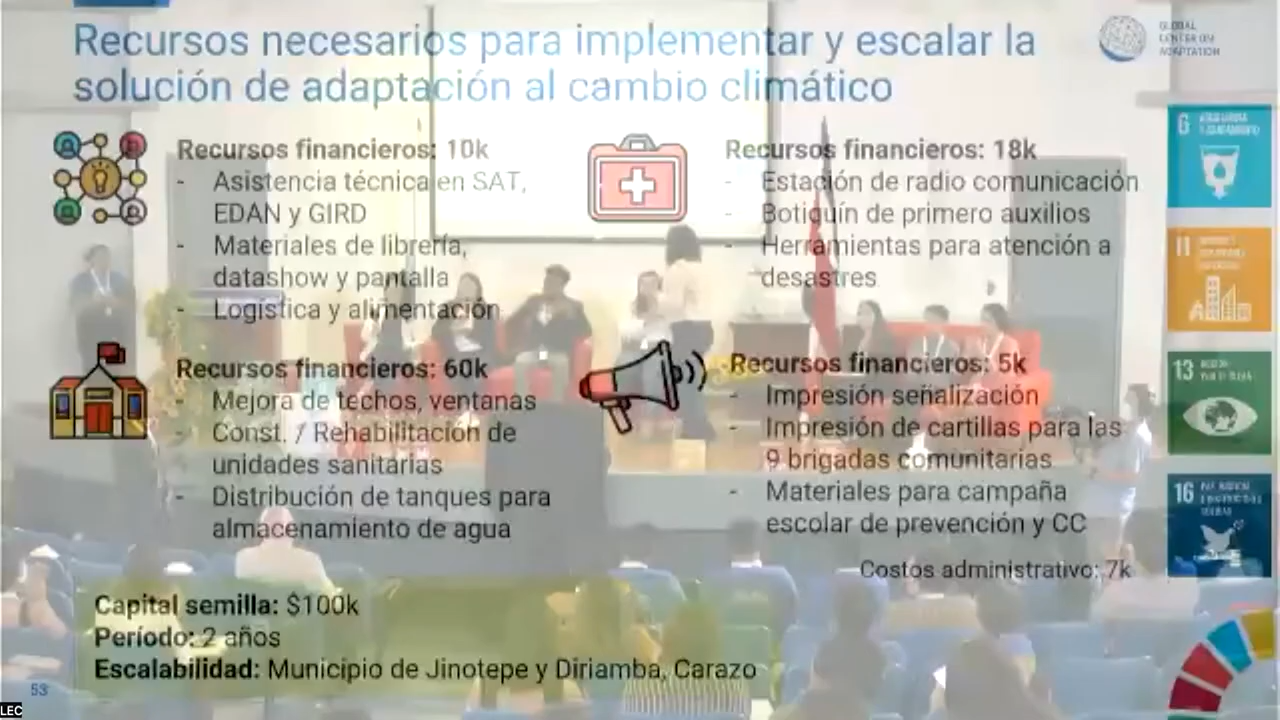 Recursos necesarios para implementar y escalar la
solución de adaptación al cambio climático
GLOBAL
CENTER ON
ADAPTATION
Recursos financieros: 10k
- Asistencia técnica en SAT,
EDAN y GIRD
- Materiales de librería,
datashow y pantalla
- Logística y alimentación
Recursos financieros: 18k
- Estación de radio comunicación
- Botiquín de primero auxilios
- Herramientas para atención a
desastres
Recursos financieros: 60k
- Mejora de techos, ventanas
- Const. / Rehabilitación de
unidades sanitarias
- Distribución de tanques para
almacenamiento de agua
Recursos financieros: 5k
- Impresión señalización
- Impresión de cartillas para las
9 brigadas comunitarias
- Materiales para campaña
escolar de prevención y CC
Costos administrativo: 7k
Capital semilla: $100k
Período: 2 años
Escalabilidad: Municipio de Jinotepe y Diriamba, Carazo
6
11
13
16
53
LEC